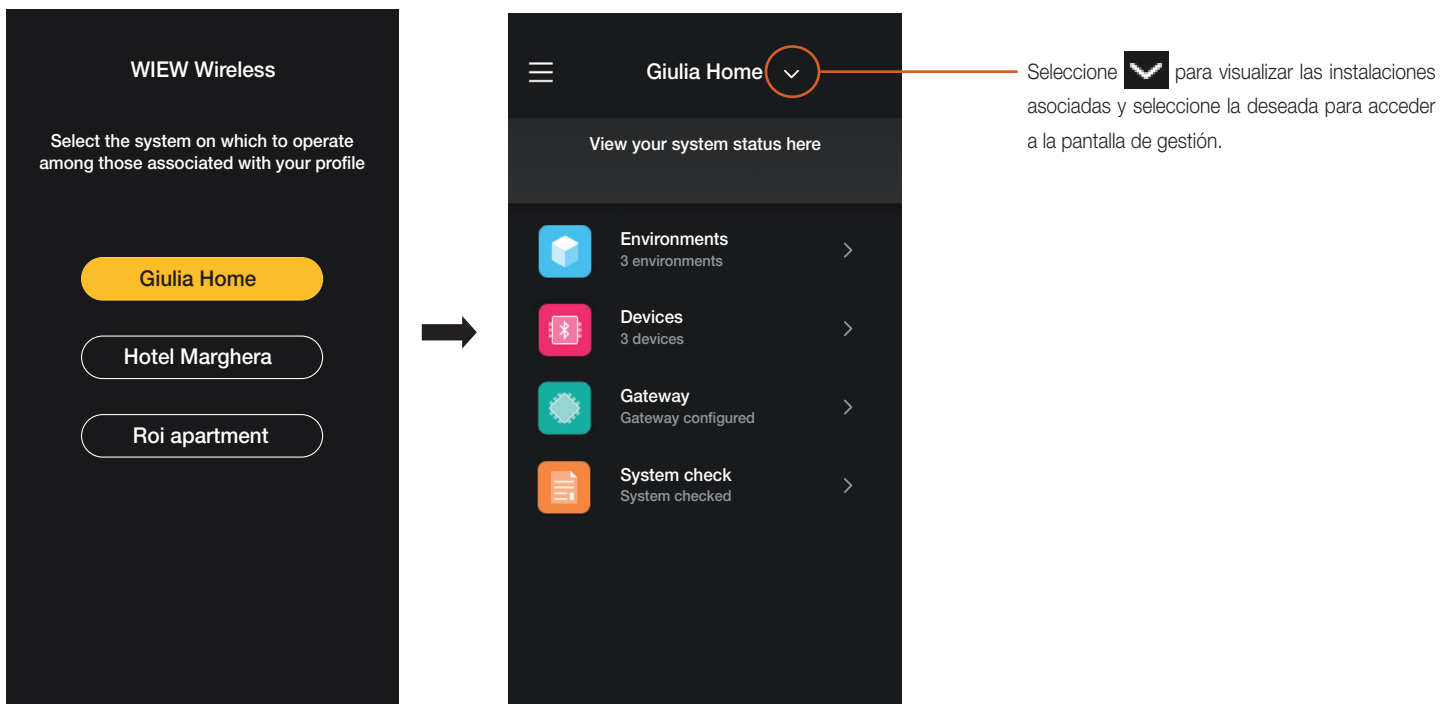 WIEW Wireless
Select the system on which to operate
among those associated with your profile
Giulia Home
Hotel Marghera
Roi apartment
Giulia Home
View your system status here
Environments
3 environments
Devices
3 devices
Gateway
Gateway configured
System check
System checked
Seleccione para visualizar las instalaciones
asociadas y seleccione la deseada para acceder
a la pantalla de gestión.